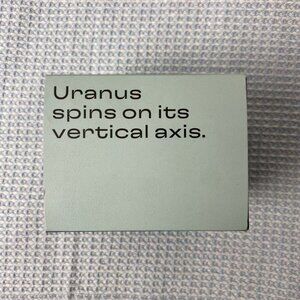 Uranus
spins on its
vertical axis.